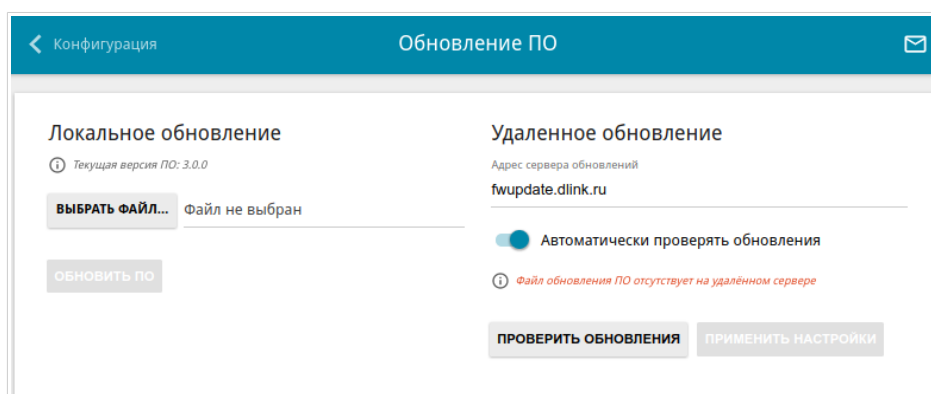 Конфигурация
Обновление ПО
Локальное обновление
Текущая версия ПО: 3.0.0
ВЫБРАТЬ ФАЙЛ... Файл не выбран
ОБНОВИТЬ ПО
Удаленное обновление
Адрес сервера обновлений
fwupdate.dlink.ru
Автоматически проверять обновления
Файл обновления ПО отсутствует на удалённом сервере
ПРОВЕРИТЬ ОБНОВЛЕНИЯ ПРИМЕНИТЬ НАСТРОЙКИ